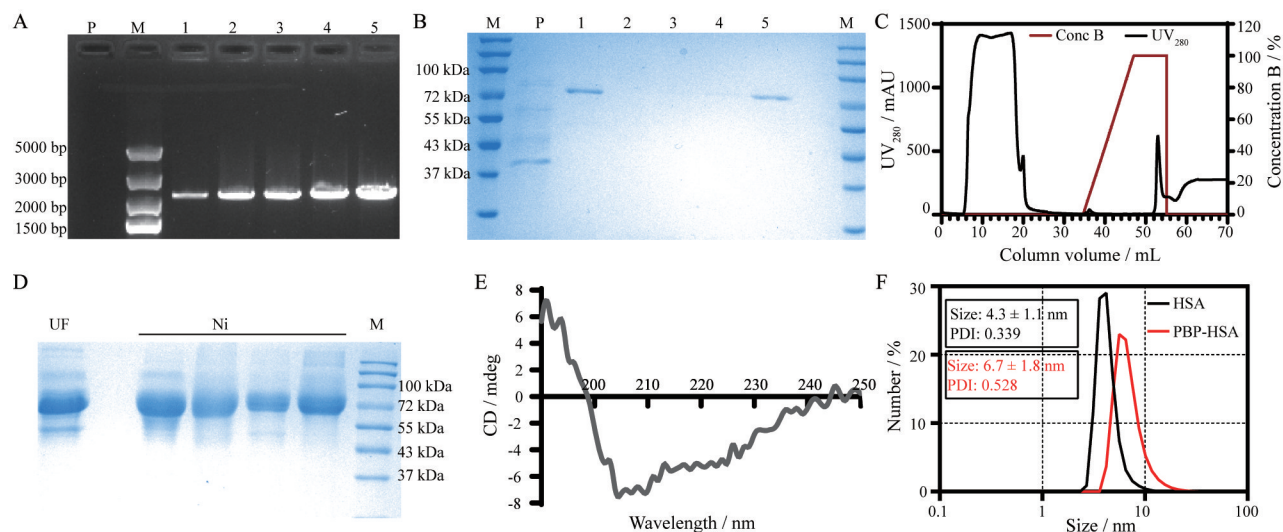 A
P M 1 2 3 4 5
5000 bp
3000 bp
2000 bp
1500 bp
B
M P 1 2 3 4 5 M
100 kDa
72 kDa
55 kDa
43 kDa
37 kDa
C
1500
1000
500
0
UV280 / mAU
Conc B
UV280
120
100
80
60
40
20
0
Concentration B / %
0 10 20 30 40 50 60 70
Column volume / mL
D
UF Ni M
100 kDa
72 kDa
55 kDa
43 kDa
37 kDa
E
8
6
4
2
0
-2
-4
-6
-8
CD / mdeg
200 210 220 230 240 250
Wavelength / nm
F
30
20
10
0
Number / %
Size: 4.3 ± 1.1 nm
PDI: 0.339
Size: 6.7 ± 1.8 nm
PDI: 0.528
HSA
PBP-HSA
0.1 1 10 100
Size / nm